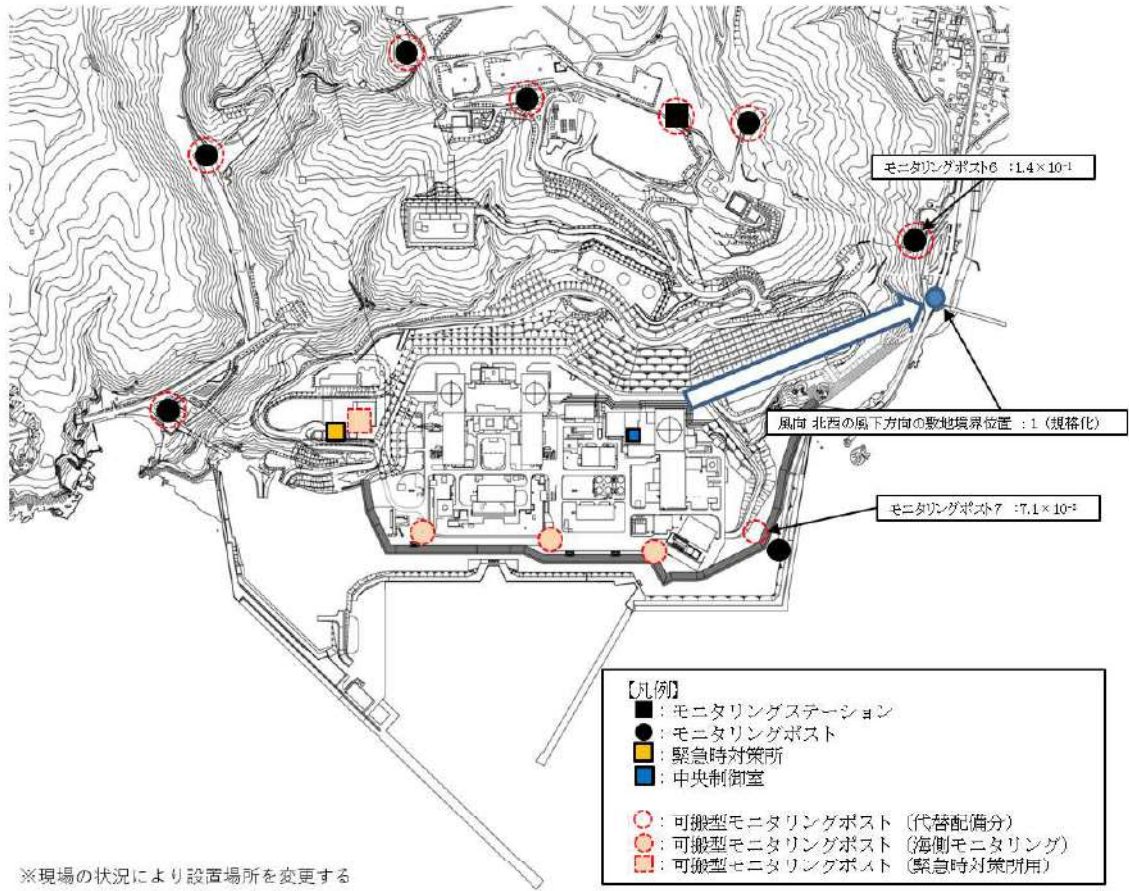 モニタリングポスト6 :1.4×10⁻¹
風向 北西の風下方向の敷地境界位置 : 1 (規格化)
モニタリングポスト7 :7.1×10
【凡例】
■ : モニタリングステーション
● : モニタリングポスト
■ : 緊急時対策所
■ : 中央制御室
○ : 可搬型モニタリングポスト (代替配備分)
○ : 可搬型モニタリングポスト (海側モニタリング)
□ : 可搬型モニタリングポスト (緊急時対策所用)
※現場の状況により設置場所を変更する